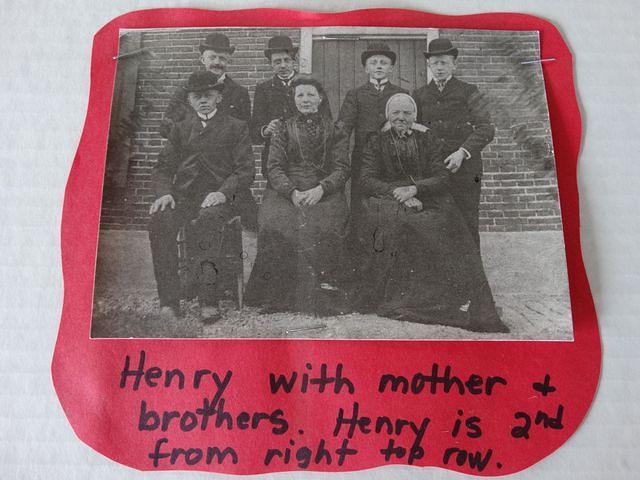 Henry with mother +
brothers. Henry is 2nd
from right top row.